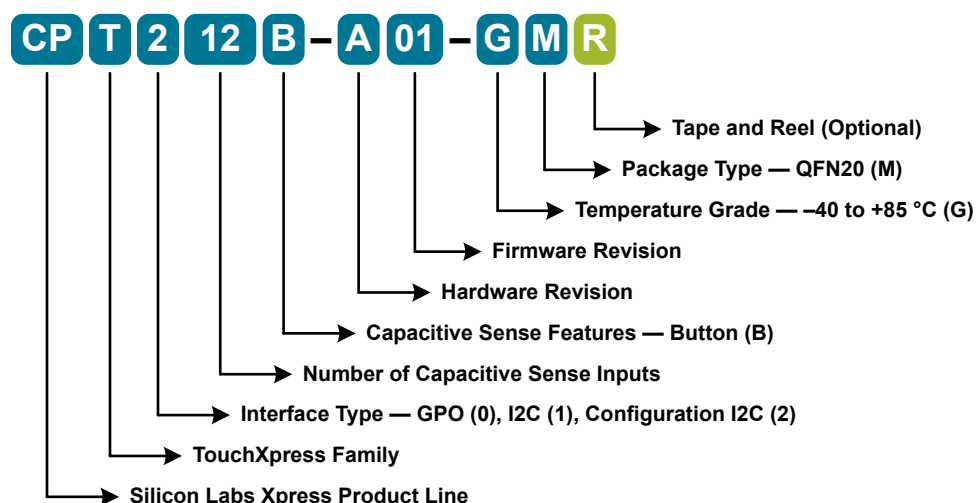 CP T 2 12 B – A 01 – G M R
Tape and Reel (Optional)
Package Type — QFN20 (M)
Temperature Grade — –40 to +85 °C (G)
Firmware Revision
Hardware Revision
Capacitive Sense Features — Button (B)
Number of Capacitive Sense Inputs
Interface Type — GPO (0), I2C (1), Configuration I2C (2)
TouchXpress Family
Silicon Labs Xpress Product Line